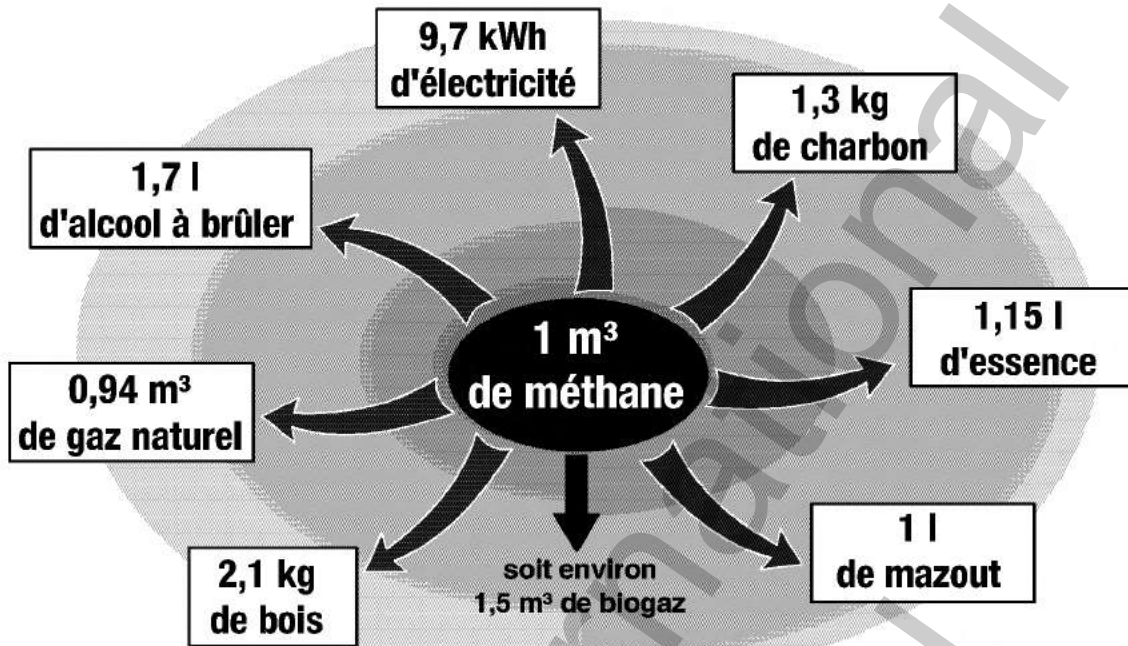 9,7 kWh
d'électricité
1,3 kg
de charbon
1,7 l
d'alcool à brûler
1,15 l
d'essence
1 m³
de méthane
0,94 m³
de gaz naturel
1 l
de mazout
2,1 kg
de bois
soit environ
1,5 m³ de biogaz